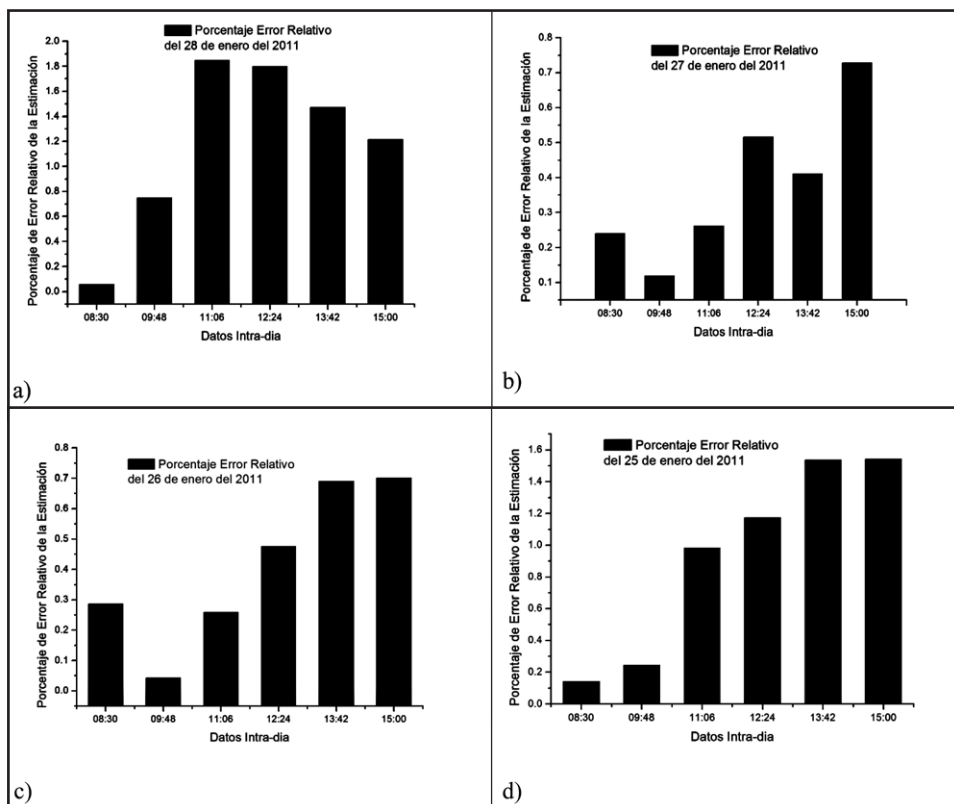 Porcentaje Error Relativo
del 28 de enero del 2011
Porcentaje de Error Relativo de la Estimación
2.0
1.8
1.6
1.4
1.2
1.0
0.8
0.6
0.4
0.2
0.0
08:30 09:48 11:06 12:24 13:42 15:00
Datos Intra-dia
a)
Porcentaje Error Relativo
del 27 de enero del 2011
Porcentaje de Error Relativo de la Estimación
0.8
0.7
0.6
0.5
0.4
0.3
0.2
0.1
08:30 09:48 11:06 12:24 13:42 15:00
Datos Intra-dia
b)
Porcentaje Error Relativo
del 26 de enero del 2011
Porcentaje de Error Relativo de la Estimación
0.8
0.7
0.6
0.5
0.4
0.3
0.2
0.1
0.0
08:30 09:48 11:06 12:24 13:42 15:00
Datos Intra-dia
c)
Porcentaje Error Relativo
del 25 de enero del 2011
Porcentaje de Error Relativo de la Estimación
1.6
1.4
1.2
1.0
0.8
0.6
0.4
0.2
0.0
08:30 09:48 11:06 12:24 13:42 15:00
Datos Intra-dia
d)